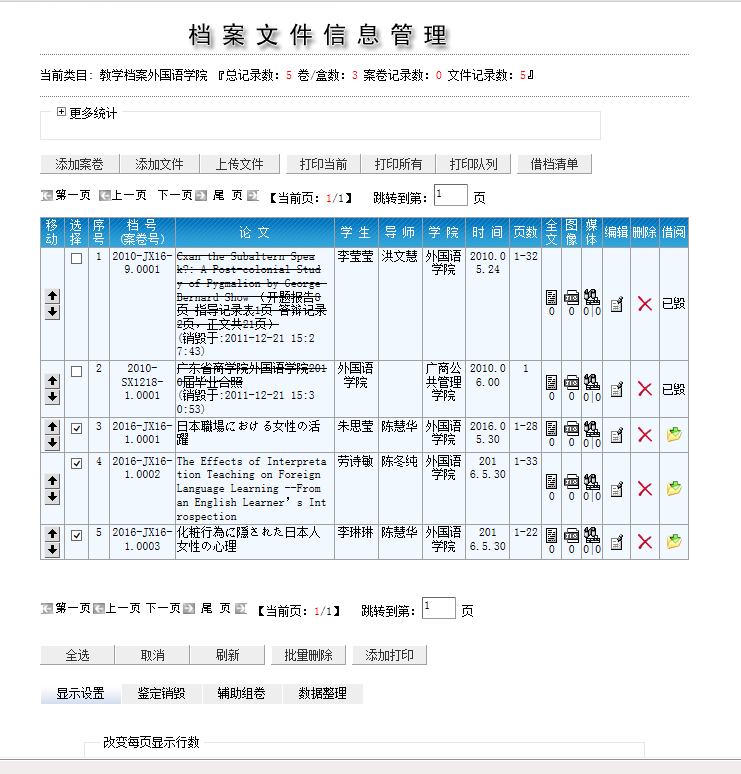 档案文件信息管理
当前类目：教学档案外国语学院 『总记录数：5 卷/盒数：3 案卷记录数：0 文件记录数：5』
更多统计
添加案卷 添加文件 上传文件 打印当前 打印所有 打印队列 借档清单
第一页 上一页 下一页 尾 页 【当前页：1/1】 跳转到第：1 页
移动 选择 序号 档 号（案卷号） 论 文 学 生 导 师 学 院 时 间 页数 全文 图像 媒体 编辑 删除 借阅
1 2010-JX16- Cxan the Subaltern Spea 李莹莹 洪文慧 外国语 2010.0 1-32
9.0001 k?: A Post-colonial Stud 学院 5.24
y of Pygmalion by George
Bernard Show （开题报告8
页 指导记录表1页 答辩记录
2页，正文共21页）
(销毁于:2011-12-21 15:2
7:43)
0 0 0|0 已毁
2 2010- 广东省商学院外国语学院201 外国语 广商公 2010.0 1
SX1218- 0届毕业合照 学院 共管理 6.00
1.0001 (销毁于:2011-12-21 15:3 学院
0:53)
0 0 0|0 已毁
3 2016-JX16- 日本職場における女性の活 朱思莹 陈慧华 外国语 2016.0 1-28
1.0001 躍 学院 5.30
0 0 0|0
4 2016-JX16- The Effects of Interpreta 劳诗敏 陈冬纯 外国语 201 1-33
1.0002 tion Teaching on Foreign 学院 6.5.30
Language Learning --From
an English Learner’s Int
rospection
0 0 0|0
5 2016-JX16- 化粧行為に隠された日本人 李琳琳 陈慧华 外国语 201 1-22
1.0003 女性の心理 学院 6.5.30
0 0 0|0
第一页 上一页 下一页 尾 页 【当前页：1/1】 跳转到第：1 页
全选 取消 刷新 批量删除 添加打印
显示设置 鉴定销毁 辅助组卷 数据整理
改变每页显示行数